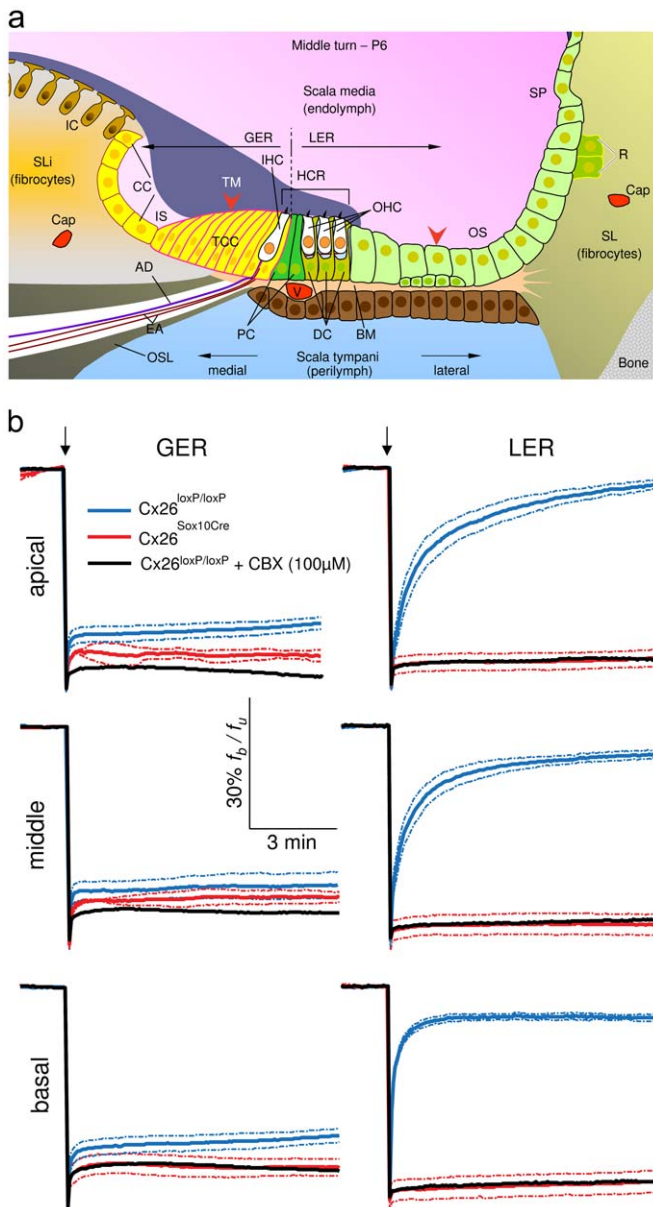 a
Middle turn – P6
Scala media
(endolymph)
SP
IC
GER
LER
IHC
HCR
R
SLi
(fibrocytes)
CC
TM
OHC
Cap
Cap
IS
TCC
OS
SL
(fibrocytes)
AD
V
EA
PC
DC
BM
OSL
medial
Scala tympani
(perilymph)
lateral
Bone
b
GER
LER
apical
Cx26loxP/loxP
Cx26Sox10Cre
Cx26loxP/loxP + CBX (100µM)
middle
30% fb / fu
3 min
basal